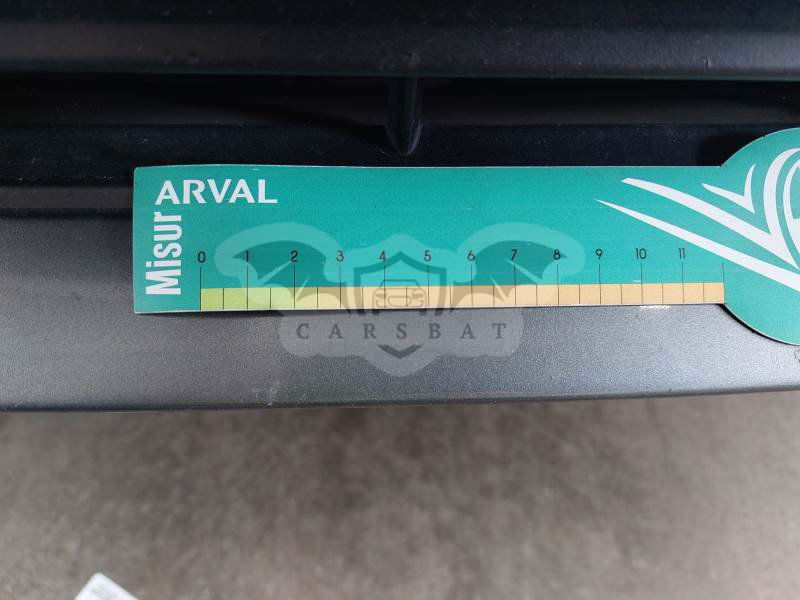 ARVAL
Misur
0 1 2 3 4 5 6 7 8 9 10 11
CARSBAT